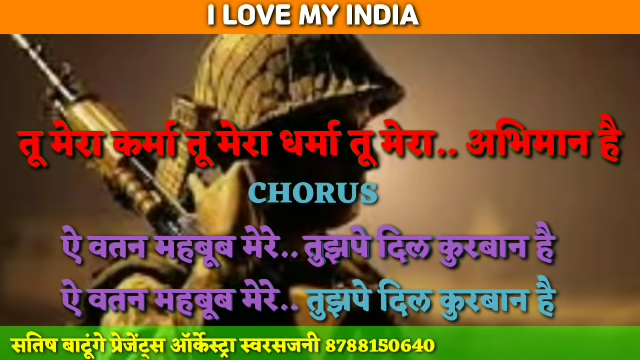 I LOVE MY INDIA
तू मेरा कर्मा तू मेरा धर्मा तू मेरा.. अभिमान है
CHORUS
ऐ वतन महबूब मेरे.. तुझपे दिल कुरबान है
ऐ वतन महबूब मेरे.. तुझपे दिल कुरबान है
सतिष बाटूंगे प्रेजेंट्स ऑर्केस्ट्रा स्वरसजनी 8788150640